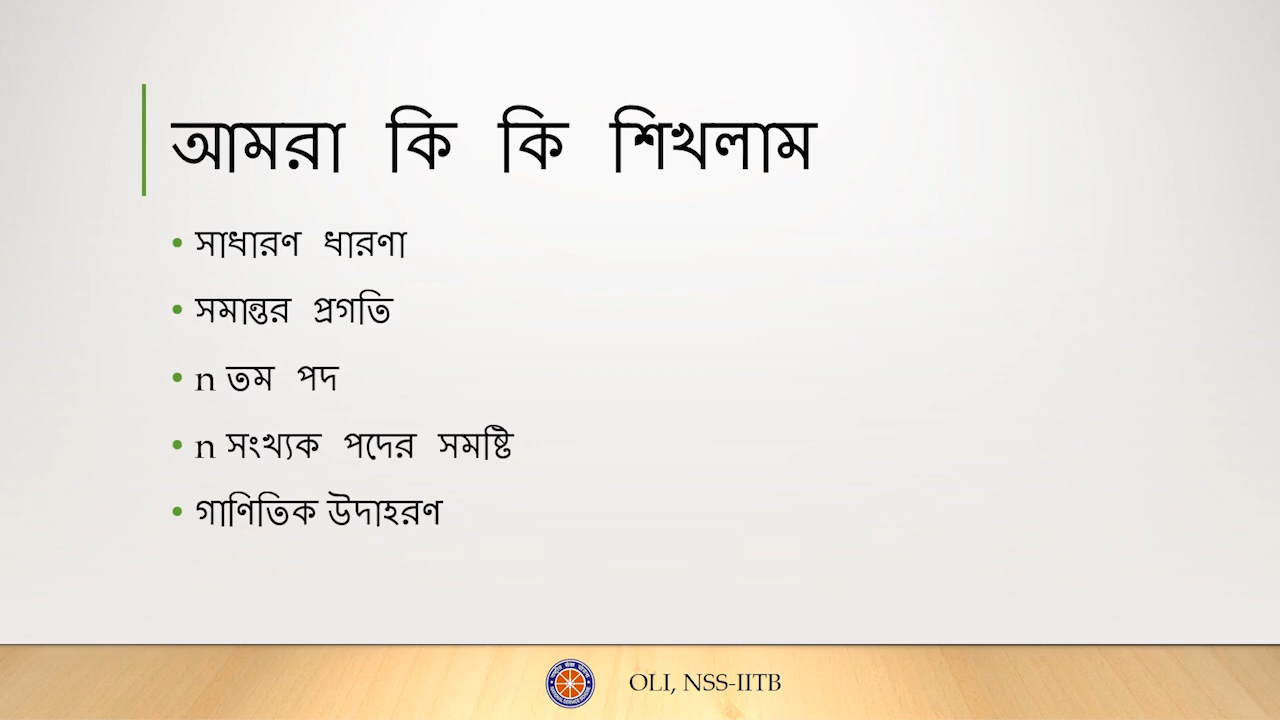 আমরা কি কি শিখলাম
• সাধারণ ধারণা
• সমান্তর প্রগতি
• n তম পদ
• n সংখ্যক পদের সমষ্টি
• গাণিতিক উদাহরণ
OLI, NSS-IITB